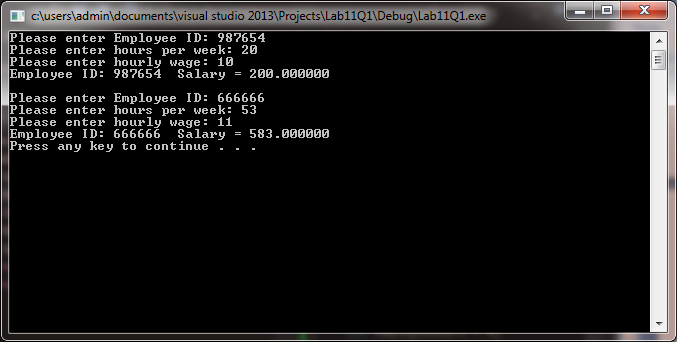 c:\users\admin\documents\visual studio 2013\Projects\Lab11Q1\Debug\Lab11Q1.exe
Please enter Employee ID: 987654
Please enter hours per week: 20
Please enter hourly wage: 10
Employee ID: 987654  Salary = 200.000000
Please enter Employee ID: 666666
Please enter hours per week: 53
Please enter hourly wage: 11
Employee ID: 666666  Salary = 583.000000
Press any key to continue . . .